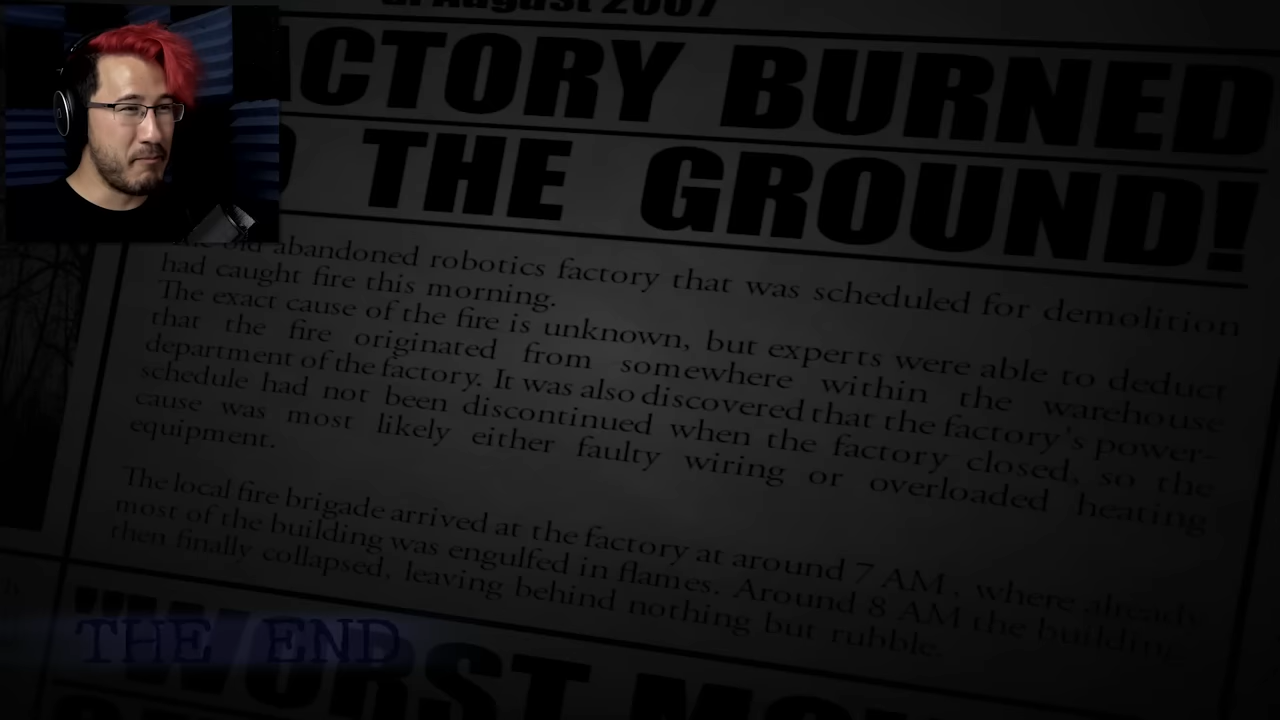 of August 2007
ACTORY BURNED
THE GROUND!
old abandoned robotics factory that was scheduled for demolition
had caught fire this morning.
The exact cause of the fire is unknown, but experts were able to deduct
that the fire originated from somewhere within the warehouse
department of the factory. It was also discovered that the factory's power-
schedule had not been discontinued when the factory closed, so the
cause was most likely either faulty wiring or overloaded heating
equipment.
The local fire brigade arrived at the factory at around 7 AM, where already
most of the building was engulfed in flames. Around 8 AM the building
then finally collapsed, leaving behind nothing but rubble.
THE END
"WORST